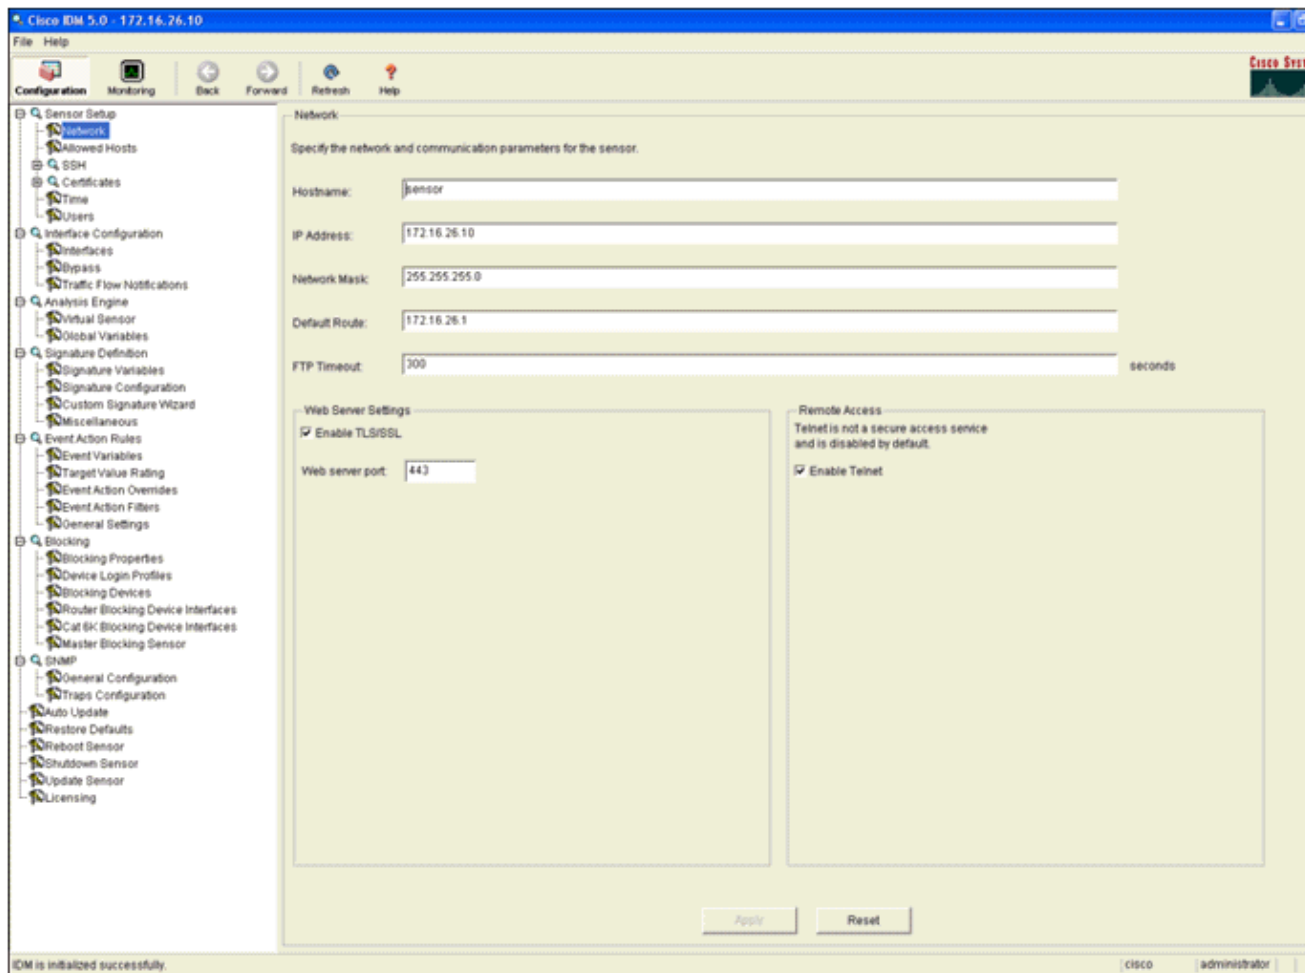 Cisco IDM 5.0 - 172.16.26.10
File Help
Configuration Monitoring Back Forward Refresh Help
Sensor Setup
Network
Allowed Hosts
SSH
Certificates
Time
Users
Interface Configuration
Interfaces
Bypass
Traffic Flow Notifications
Analysis Engine
Virtual Sensor
Global Variables
Signature Definition
Signature Variables
Signature Configuration
Custom Signature Wizard
Miscellaneous
Event Action Rules
Event Variables
Target Value Rating
Event Action Overrides
Event Action Filters
General Settings
Blocking
Blocking Properties
Device Login Profiles
Blocking Devices
Router Blocking Device Interfaces
Cat 6K Blocking Device Interfaces
Master Blocking Sensor
SNMP
General Configuration
Traps Configuration
Auto Update
Restore Defaults
Reboot Sensor
Shutdown Sensor
Update Sensor
Licensing
Network
Specify the network and communication parameters for the sensor.
Hostname: sensor
IP Address: 172.16.26.10
Network Mask: 255.255.255.0
Default Route: 172.16.26.1
FTP Timeout: 300 seconds
Web Server Settings
Enable TLS/SSL
Web server port: 443
Remote Access
Telnet is not a secure access service
and is disabled by default.
Enable Telnet
Apply Reset
IDM is initialized successfully.
cisco administrator